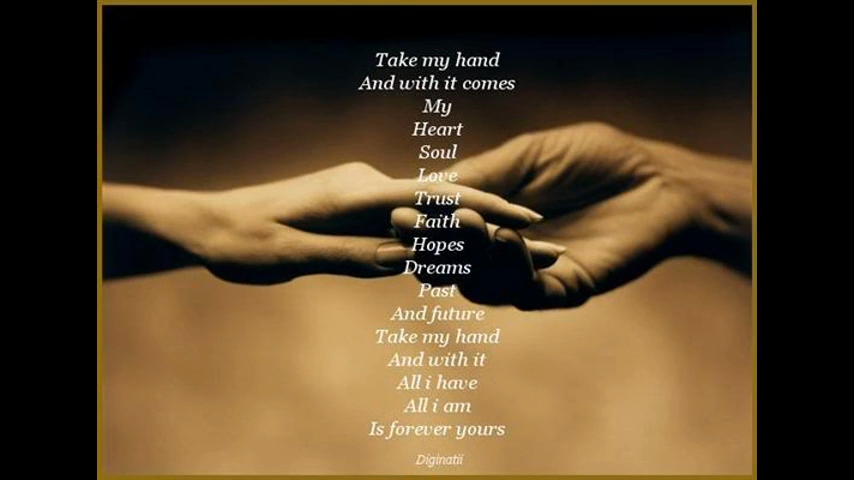 Take my hand
And with it comes
My
Heart
Soul
Love
Trust
Faith
Hopes
Dreams
Past
And future
Take my hand
And with it
All i have
All i am
Is forever yours
Diginatii